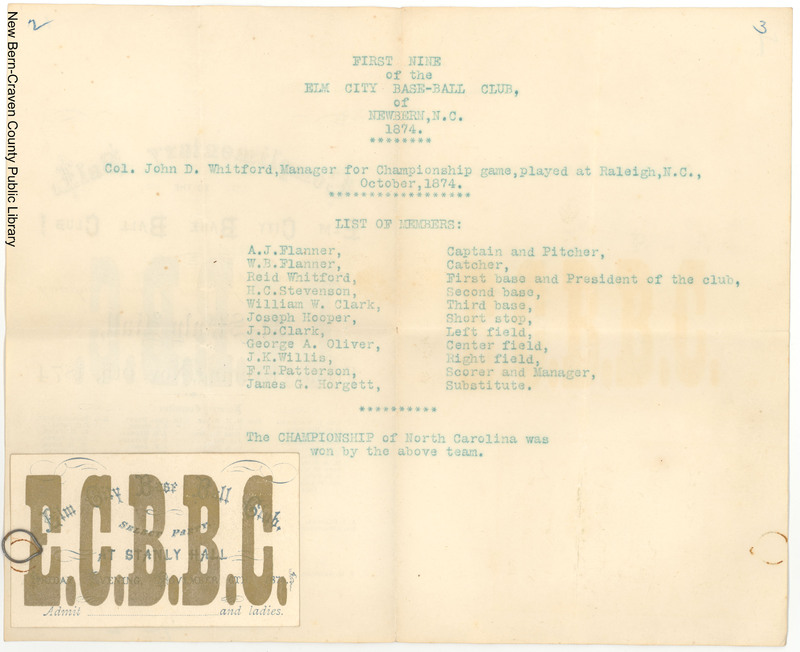 New Bern-Craven County Public Library
2
3
FIRST NINE
of the
ELM CITY BASE-BALL CLUB,
of
NEWBERN,N.C.
1874.
********
Col. John D. Whitford,Manager for Championship game,played at Raleigh,N.C.,
October,1874.
******************
LIST OF MEMBERS:
A.J.Flanner, Captain and Pitcher,
W.B.Flanner, Catcher,
Reid Whitford, First base and President of the club,
H.C.Stevenson, Second base,
William W. Clark, Third base,
Joseph Hooper, Short stop,
J.D.Clark, Left field,
George A. Oliver, Center field,
J.K.Willis, Right field,
F.T.Patterson, Scorer and Manager,
James G. Horgett, Substitute.
**********
The CHAMPIONSHIP of North Carolina was
won by the above team.
E.C.B.B.C.
Elm City Base Ball Club.
SELECT PARTY
AT STANLY HALL
EVENING, NOVEMBER
Admit and ladies.